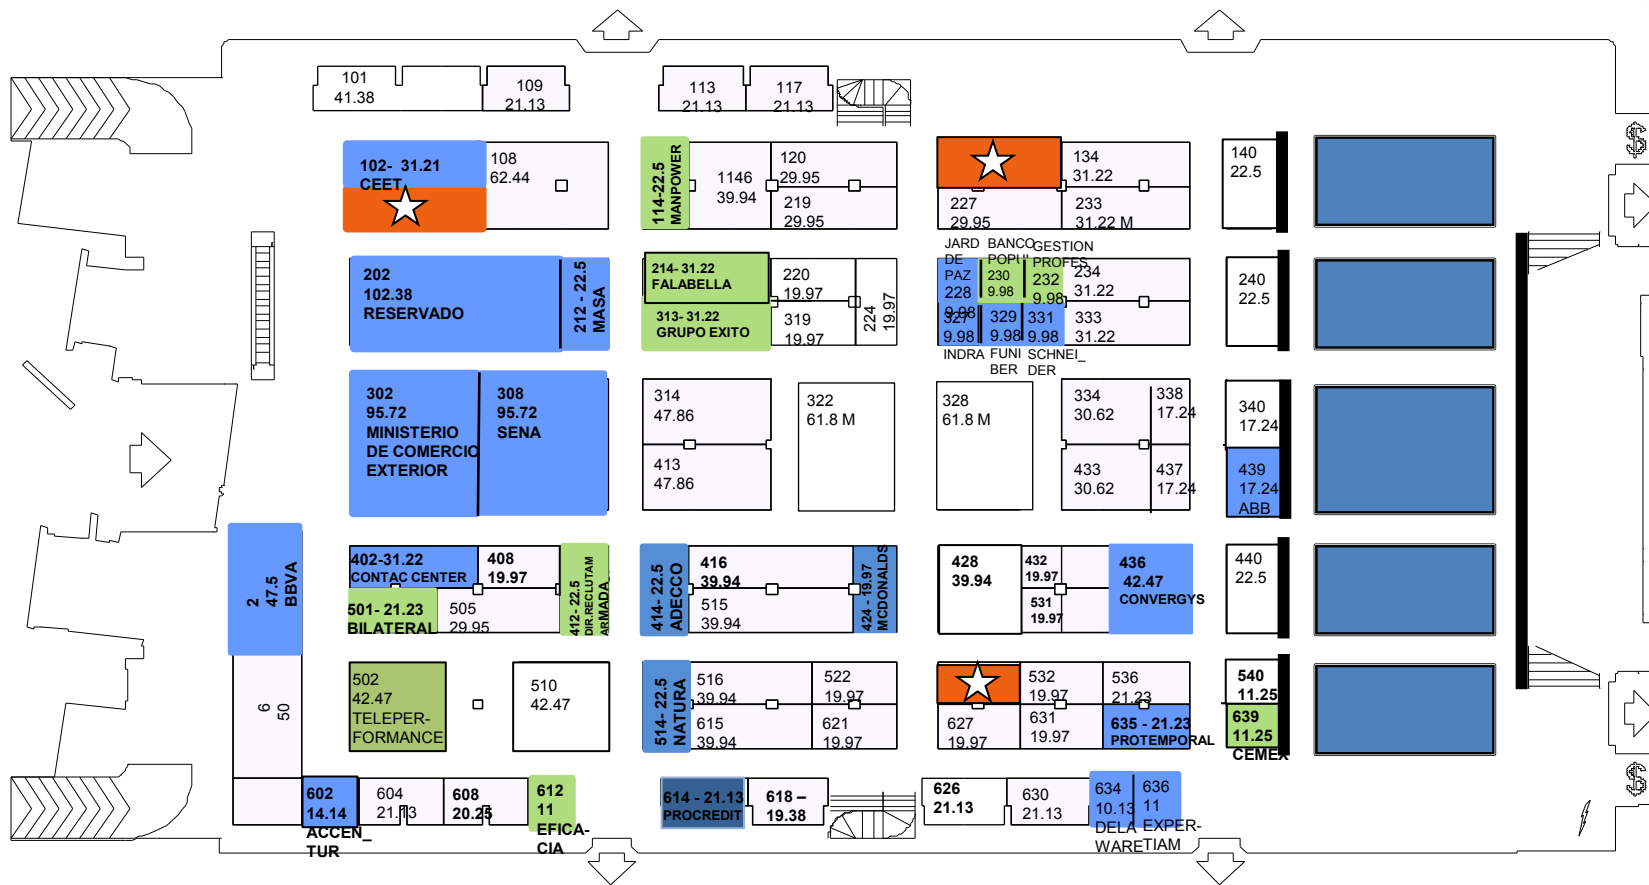 101
41.38
109
21.13
113
21.13
117
21.13
102- 31.21
CEET
108
62.44
114-22.5
MANPOWER
1146
39.94
120
29.95
219
29.95
134
31.22
227
29.95
233
31.22 M
140
22.5
$
202
102.38
RESERVADO
212 - 22.5
MASA
214- 31.22
FALABELLA
313- 31.22
GRUPO EXITO
220
19.97
319
19.97
224
19.97
JARD
DE
PAZ
228
9.98
BANCO
POPU
230
9.98
GESTION
PROFES
232
9.98
234
31.22
327
9.98
INDRA
329
9.98
FUNI
BER
331
9.98
SCHNEI_
DER
333
31.22
240
22.5
302
95.72
MINISTERIO
DE COMERCIO
EXTERIOR
308
95.72
SENA
314
47.86
413
47.86
322
61.8 M
328
61.8 M
334
30.62
338
17.24
433
30.62
437
17.24
340
17.24
439
17.24
ABB
2
47.5
BBVA
402-31.22
CONTAC CENTER
408
19.97
501- 21.23
BILATERAL
505
29.95
412- 22.5
DIR.RECLUTAM
ARMADA
414- 22.5
ADECCO
416
39.94
515
39.94
424 - 19.97
MCDONALDS
428
39.94
432
19.97
531
19.97
436
42.47
CONVERGYS
440
22.5
6
50
502
42.47
TELEPER-
FORMANCE
510
42.47
514- 22.5
NATURA
516
39.94
615
39.94
522
19.97
621
19.97
532
19.97
536
21.23
627
19.97
631
19.97
635 - 21.23
PROTEMPORAL
540
11.25
639
11.25
CEMEX
602
14.14
ACCEN_
TUR
604
21.13
608
20.25
612
11
EFICA-
CIA
614 - 21.13
PROCREDIT
618 –
19.38
626
21.13
630
21.13
634
10.13
DELA
WARE
636
11
EXPER-
TIAM
$